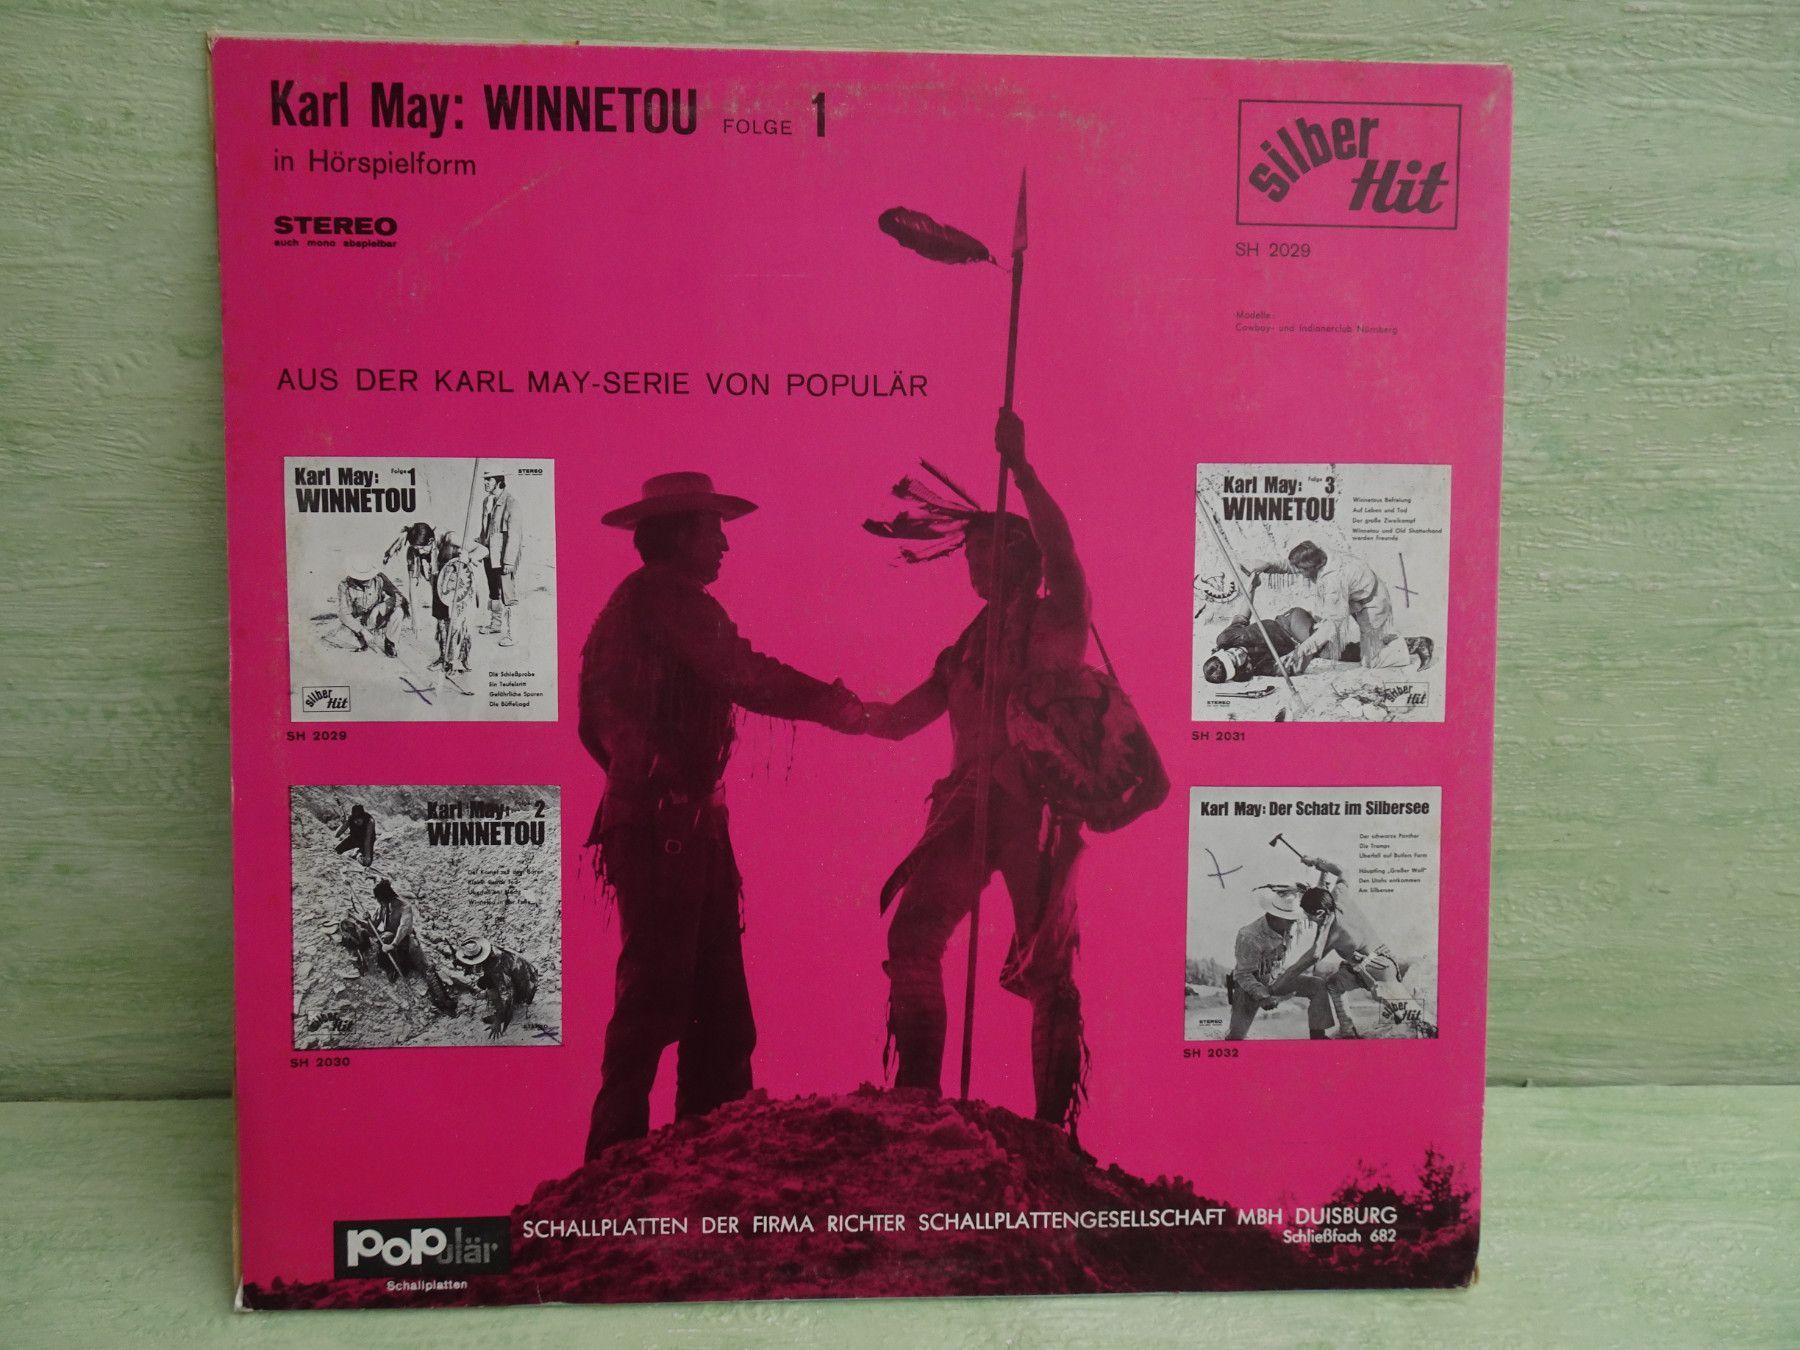 Karl May: WINNETOU FOLGE 1
in Hörspielform
STEREO
auch mono abspielbar
silber
Hit
SH 2029
Modelle:
Cowboy- und Indianerclub Nürnberg
AUS DER KARL MAY-SERIE VON POPULÄR
Karl May: Folge 1
WINNETOU
STEREO
Die Schießprobe
Ein Teufelsritt
Gefährliche Spuren
Die Büffeljagd
silber
Hit
SH 2029
Karl May: Folge 2
WINNETOU
Winnetou in der Falle
silber
Hit
STEREO
SH 2030
Karl May: Folge 3
WINNETOU
Winnetous Befreiung
Auf Leben und Tod
Der große Zweikampf
Winnetou und Old Shatterhand
werden Freunde
STEREO
silber
Hit
SH 2031
Karl May: Der Schatz im Silbersee
Der schwarze Panther
Die Tramps
Überfall auf Butlers Farm
Häuptling „Großer Wolf"
Den Utahs entkommen
Am Silbersee
STEREO
silber
Hit
SH 2032
populär
Schallplatten
SCHALLPLATTEN DER FIRMA RICHTER SCHALLPLATTENGESELLSCHAFT MBH DUISBURG
Schließfach 682